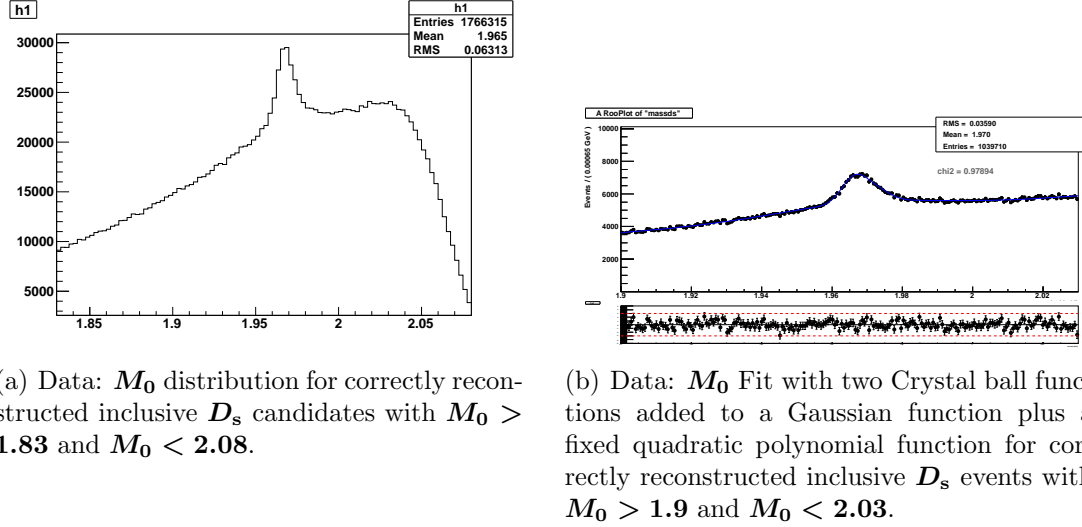 h1
h1
Entries 1766315
Mean 1.965
RMS 0.06313
30000
25000
20000
15000
10000
5000
1.85 1.9 1.95 2 2.05
A RooPlot of "massds"
RMS = 0.03590
Mean = 1.970
Entries = 1039710
chi2 = 0.97894
Events / ( 0.00065 GeV )
10000
8000
6000
4000
2000
1.9 1.92 1.94 1.96 1.98 2 2.02
(a) Data: M₀ distribution for correctly recon-
structed inclusive Dₛ candidates with M₀ >
1.83 and M₀ < 2.08.
(b) Data: M₀ Fit with two Crystal ball func
tions added to a Gaussian function plus a
fixed quadratic polynomial function for cor
rectly reconstructed inclusive Dₛ events with
M₀ > 1.9 and M₀ < 2.03.